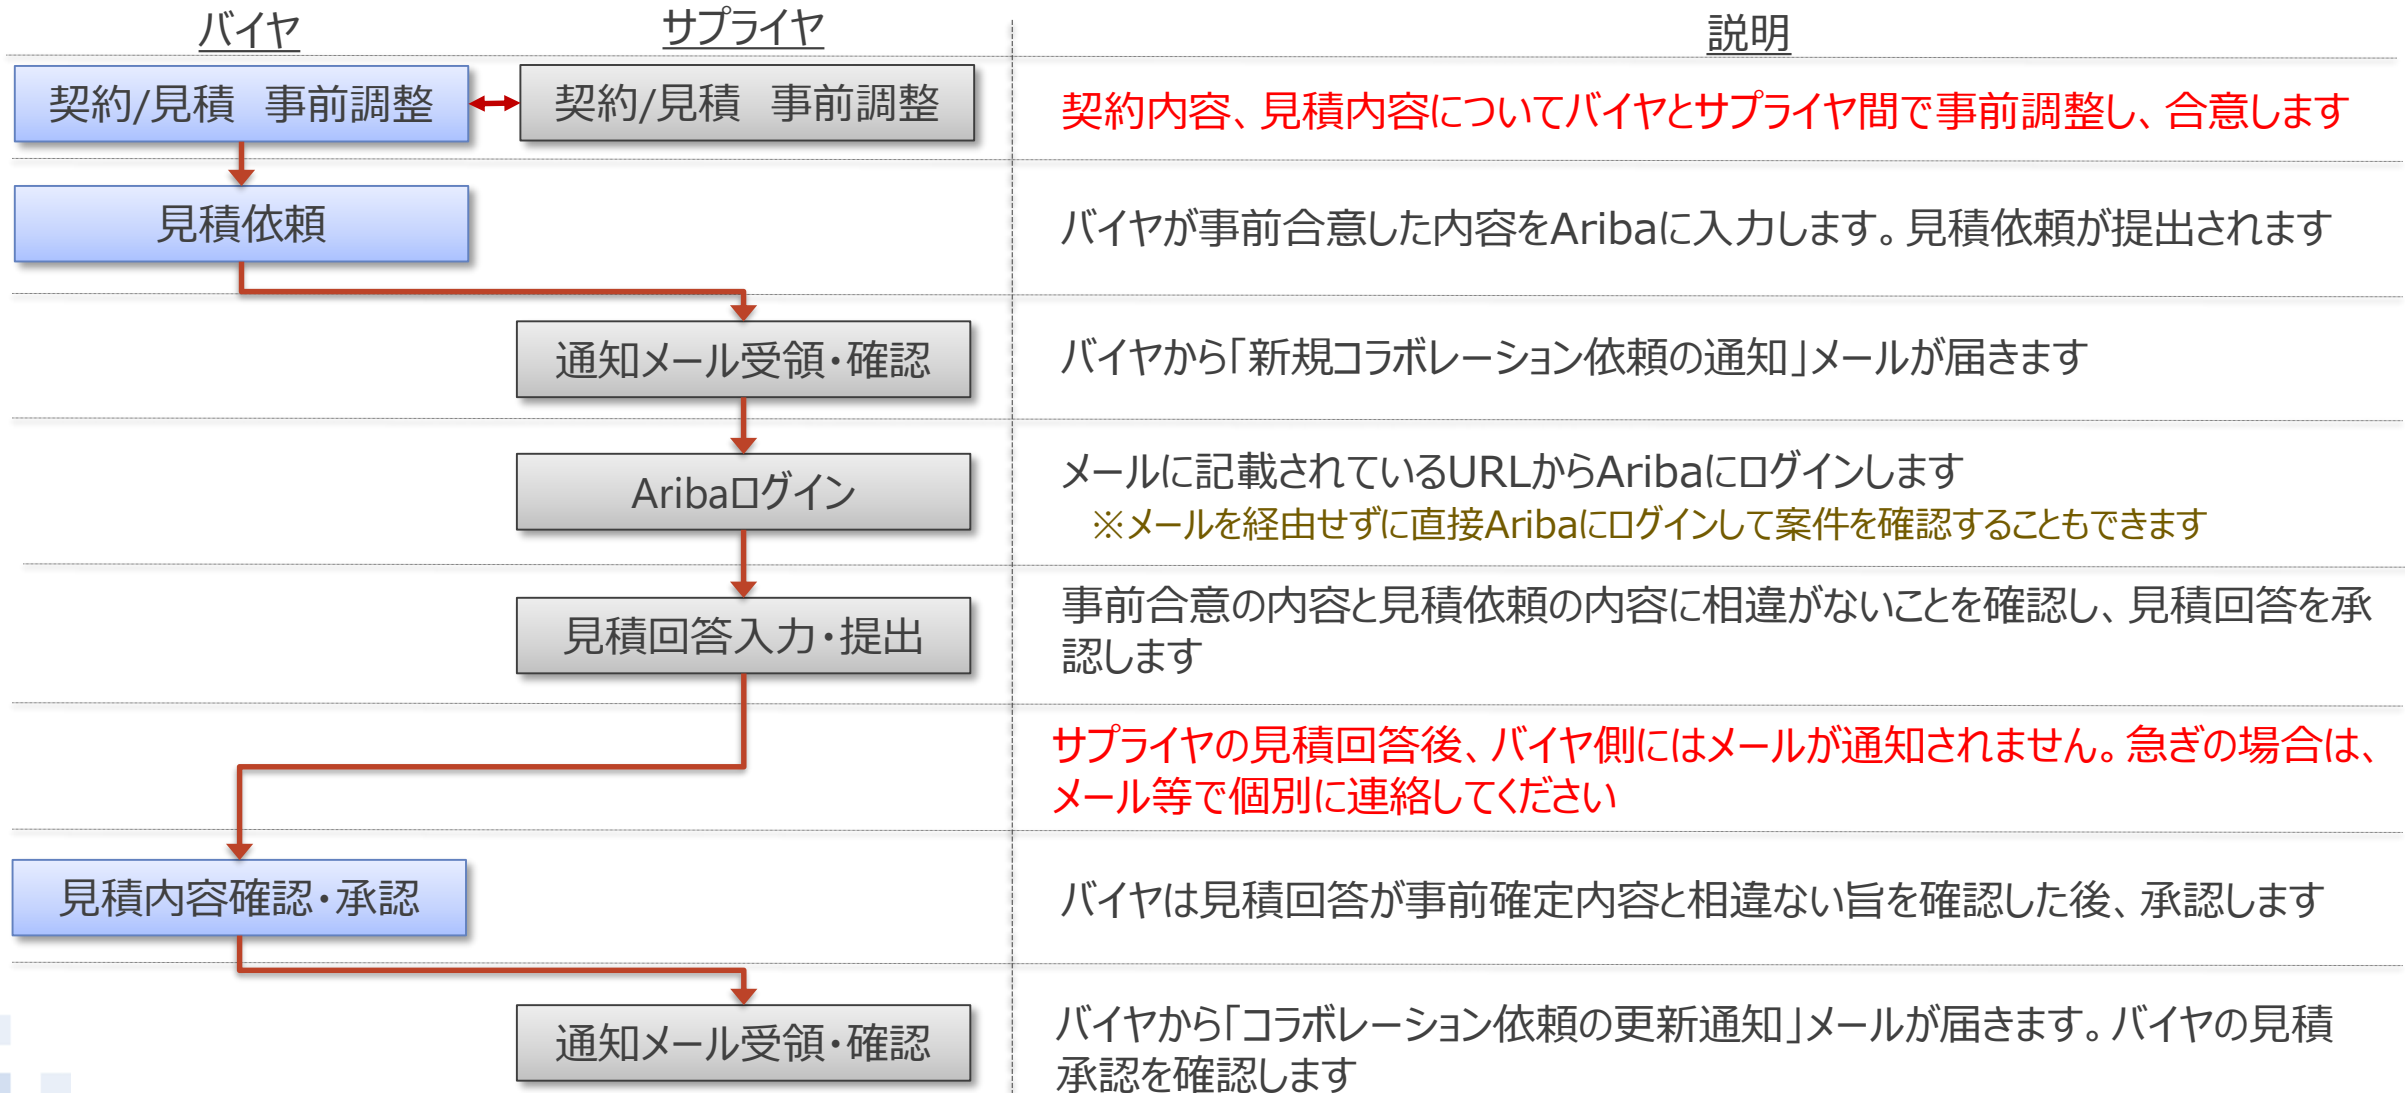 バイヤ
サプライヤ
説明
契約/見積　事前調整
契約/見積　事前調整
契約内容、見積内容についてバイヤとサプライヤ間で事前調整し、合意します
見積依頼
バイヤが事前合意した内容をAribaに入力します。見積依頼が提出されます
通知メール受領・確認
バイヤから「新規コラボレーション依頼の通知」メールが届きます
Aribaログイン
メールに記載されているURLからAribaにログインします
※メールを経由せずに直接Aribaにログインして案件を確認することもできます
見積回答入力・提出
事前合意の内容と見積依頼の内容に相違がないことを確認し、見積回答を承
認します
サプライヤの見積回答後、バイヤ側にはメールが通知されません。急ぎの場合は、
メール等で個別に連絡してください
見積内容確認・承認
バイヤは見積回答が事前確定内容と相違ない旨を確認した後、承認します
通知メール受領・確認
バイヤから「コラボレーション依頼の更新通知」メールが届きます。バイヤの見積
承認を確認します